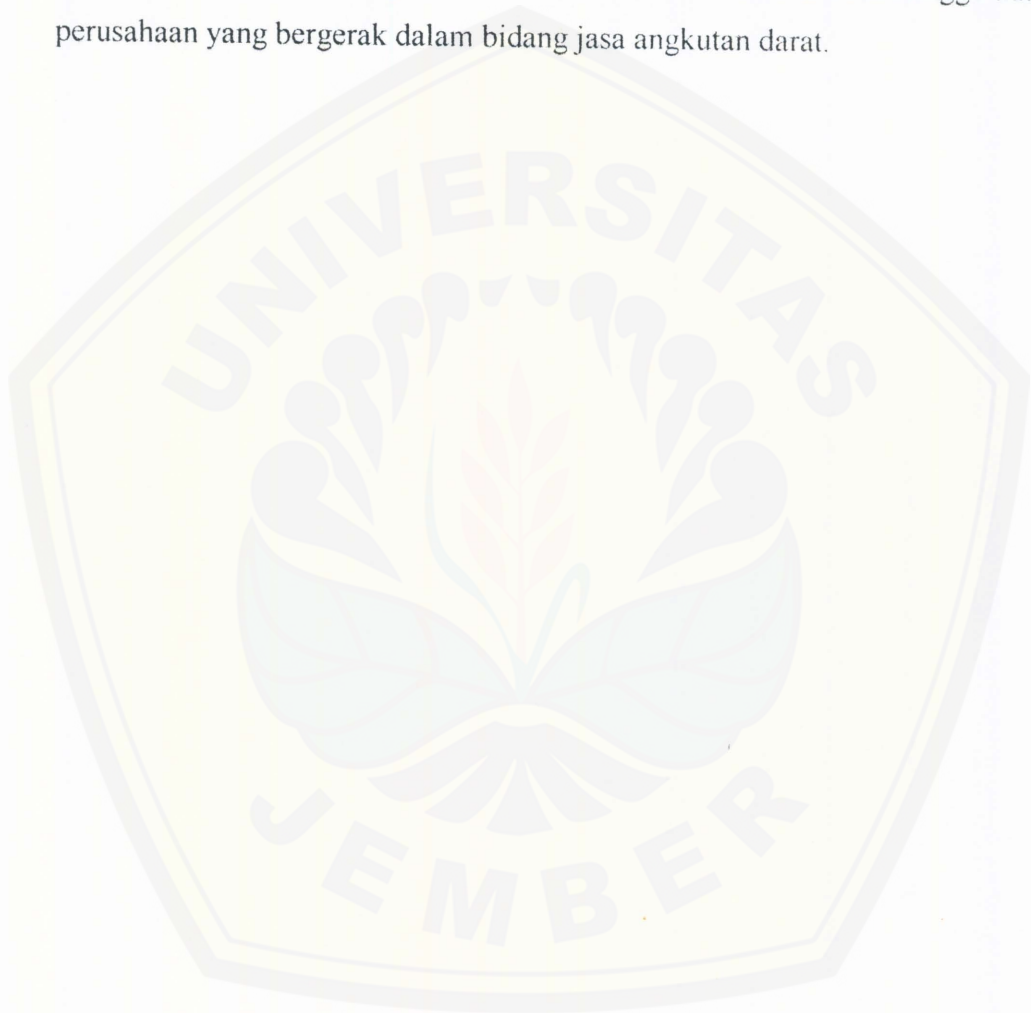 perusahaan yang bergerak dalam bidang jasa angkutan darat.
UNIVERSITAS
JEMBER